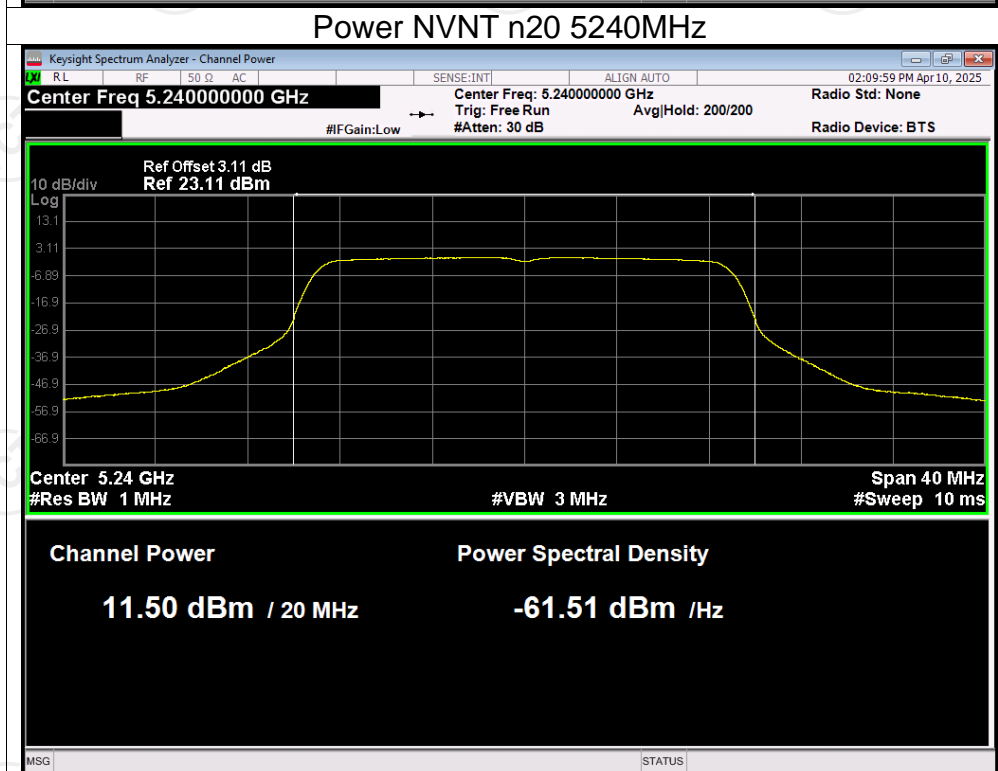 Power NVNT n20 5240MHz
Keysight Spectrum Analyzer - Channel Power
LXI RL RF 50 Ω AC SENSE:INT ALIGN AUTO 02:09:59 PM Apr 10, 2025
Center Freq 5.240000000 GHz Center Freq: 5.240000000 GHz Radio Std: None
Trig: Free Run Avg|Hold: 200/200
#IFGain:Low #Atten: 30 dB Radio Device: BTS
Ref Offset 3.11 dB
10 dB/div Ref 23.11 dBm
Log
13.1
3.11
-6.89
-16.9
-26.9
-36.9
-46.9
-56.9
-66.9
Center 5.24 GHz Span 40 MHz
#Res BW 1 MHz #VBW 3 MHz #Sweep 10 ms
Channel Power Power Spectral Density
11.50 dBm / 20 MHz -61.51 dBm /Hz
MSG STATUS